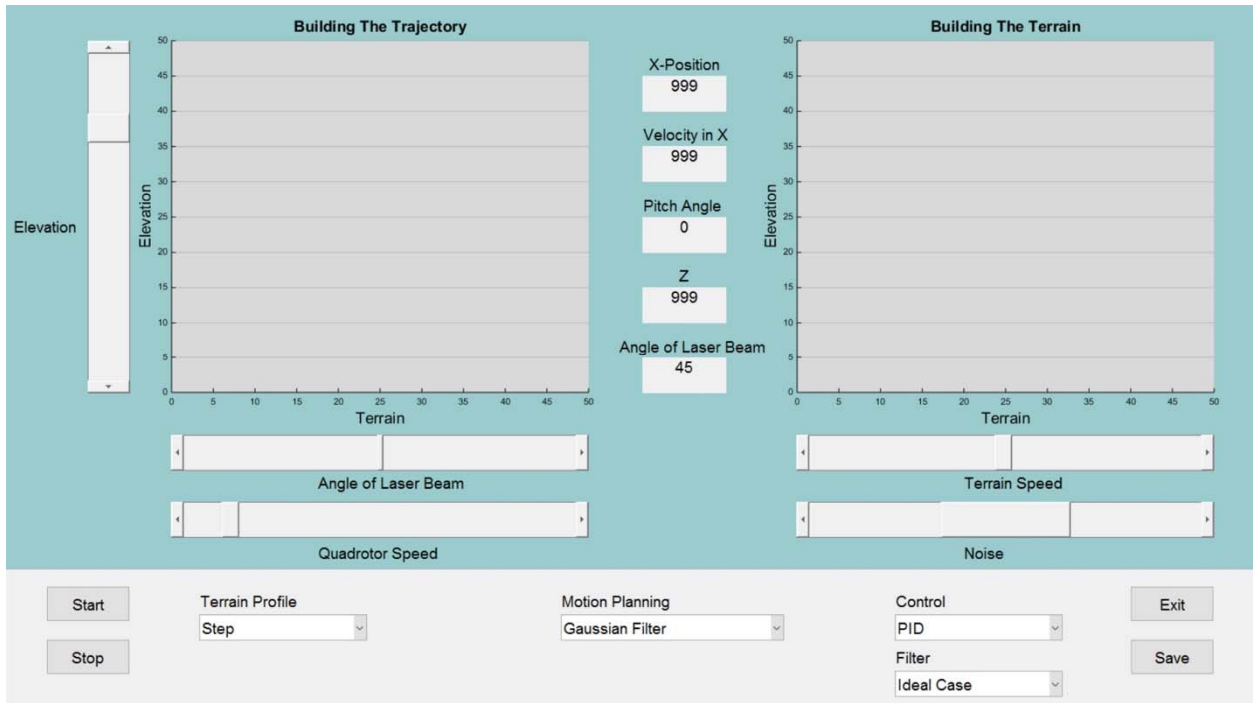 Building The Trajectory
Elevation
50
45
40
35
30
25
20
15
10
5
0
Elevation
0 5 10 15 20 25 30 35 40 45 50
Terrain
Angle of Laser Beam
Quadrotor Speed
X-Position
999
Velocity in X
999
Pitch Angle
0
Z
999
Angle of Laser Beam
45
Building The Terrain
50
45
40
35
30
25
20
15
10
5
0
Elevation
0 5 10 15 20 25 30 35 40 45 50
Terrain
Terrain Speed
Noise
Start
Stop
Terrain Profile
Step
Motion Planning
Gaussian Filter
Control
PID
Filter
Ideal Case
Exit
Save